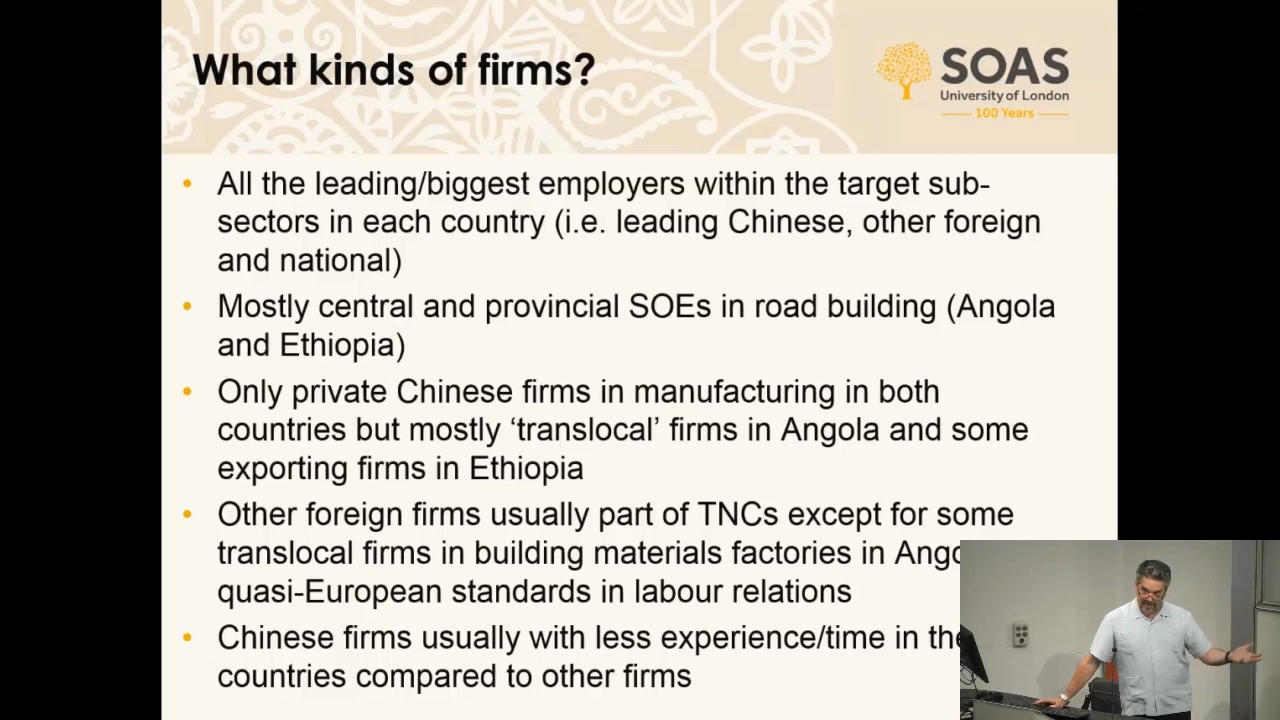 What kinds of firms?
SOAS
University of London
100 Years
• All the leading/biggest employers within the target sub-
sectors in each country (i.e. leading Chinese, other foreign
and national)
• Mostly central and provincial SOEs in road building (Angola
and Ethiopia)
• Only private Chinese firms in manufacturing in both
countries but mostly ‘translocal’ firms in Angola and some
exporting firms in Ethiopia
• Other foreign firms usually part of TNCs except for some
translocal firms in building materials factories in
quasi-European standards in labour relations
• Chinese firms usually with less experience/time in
countries compared to other firms